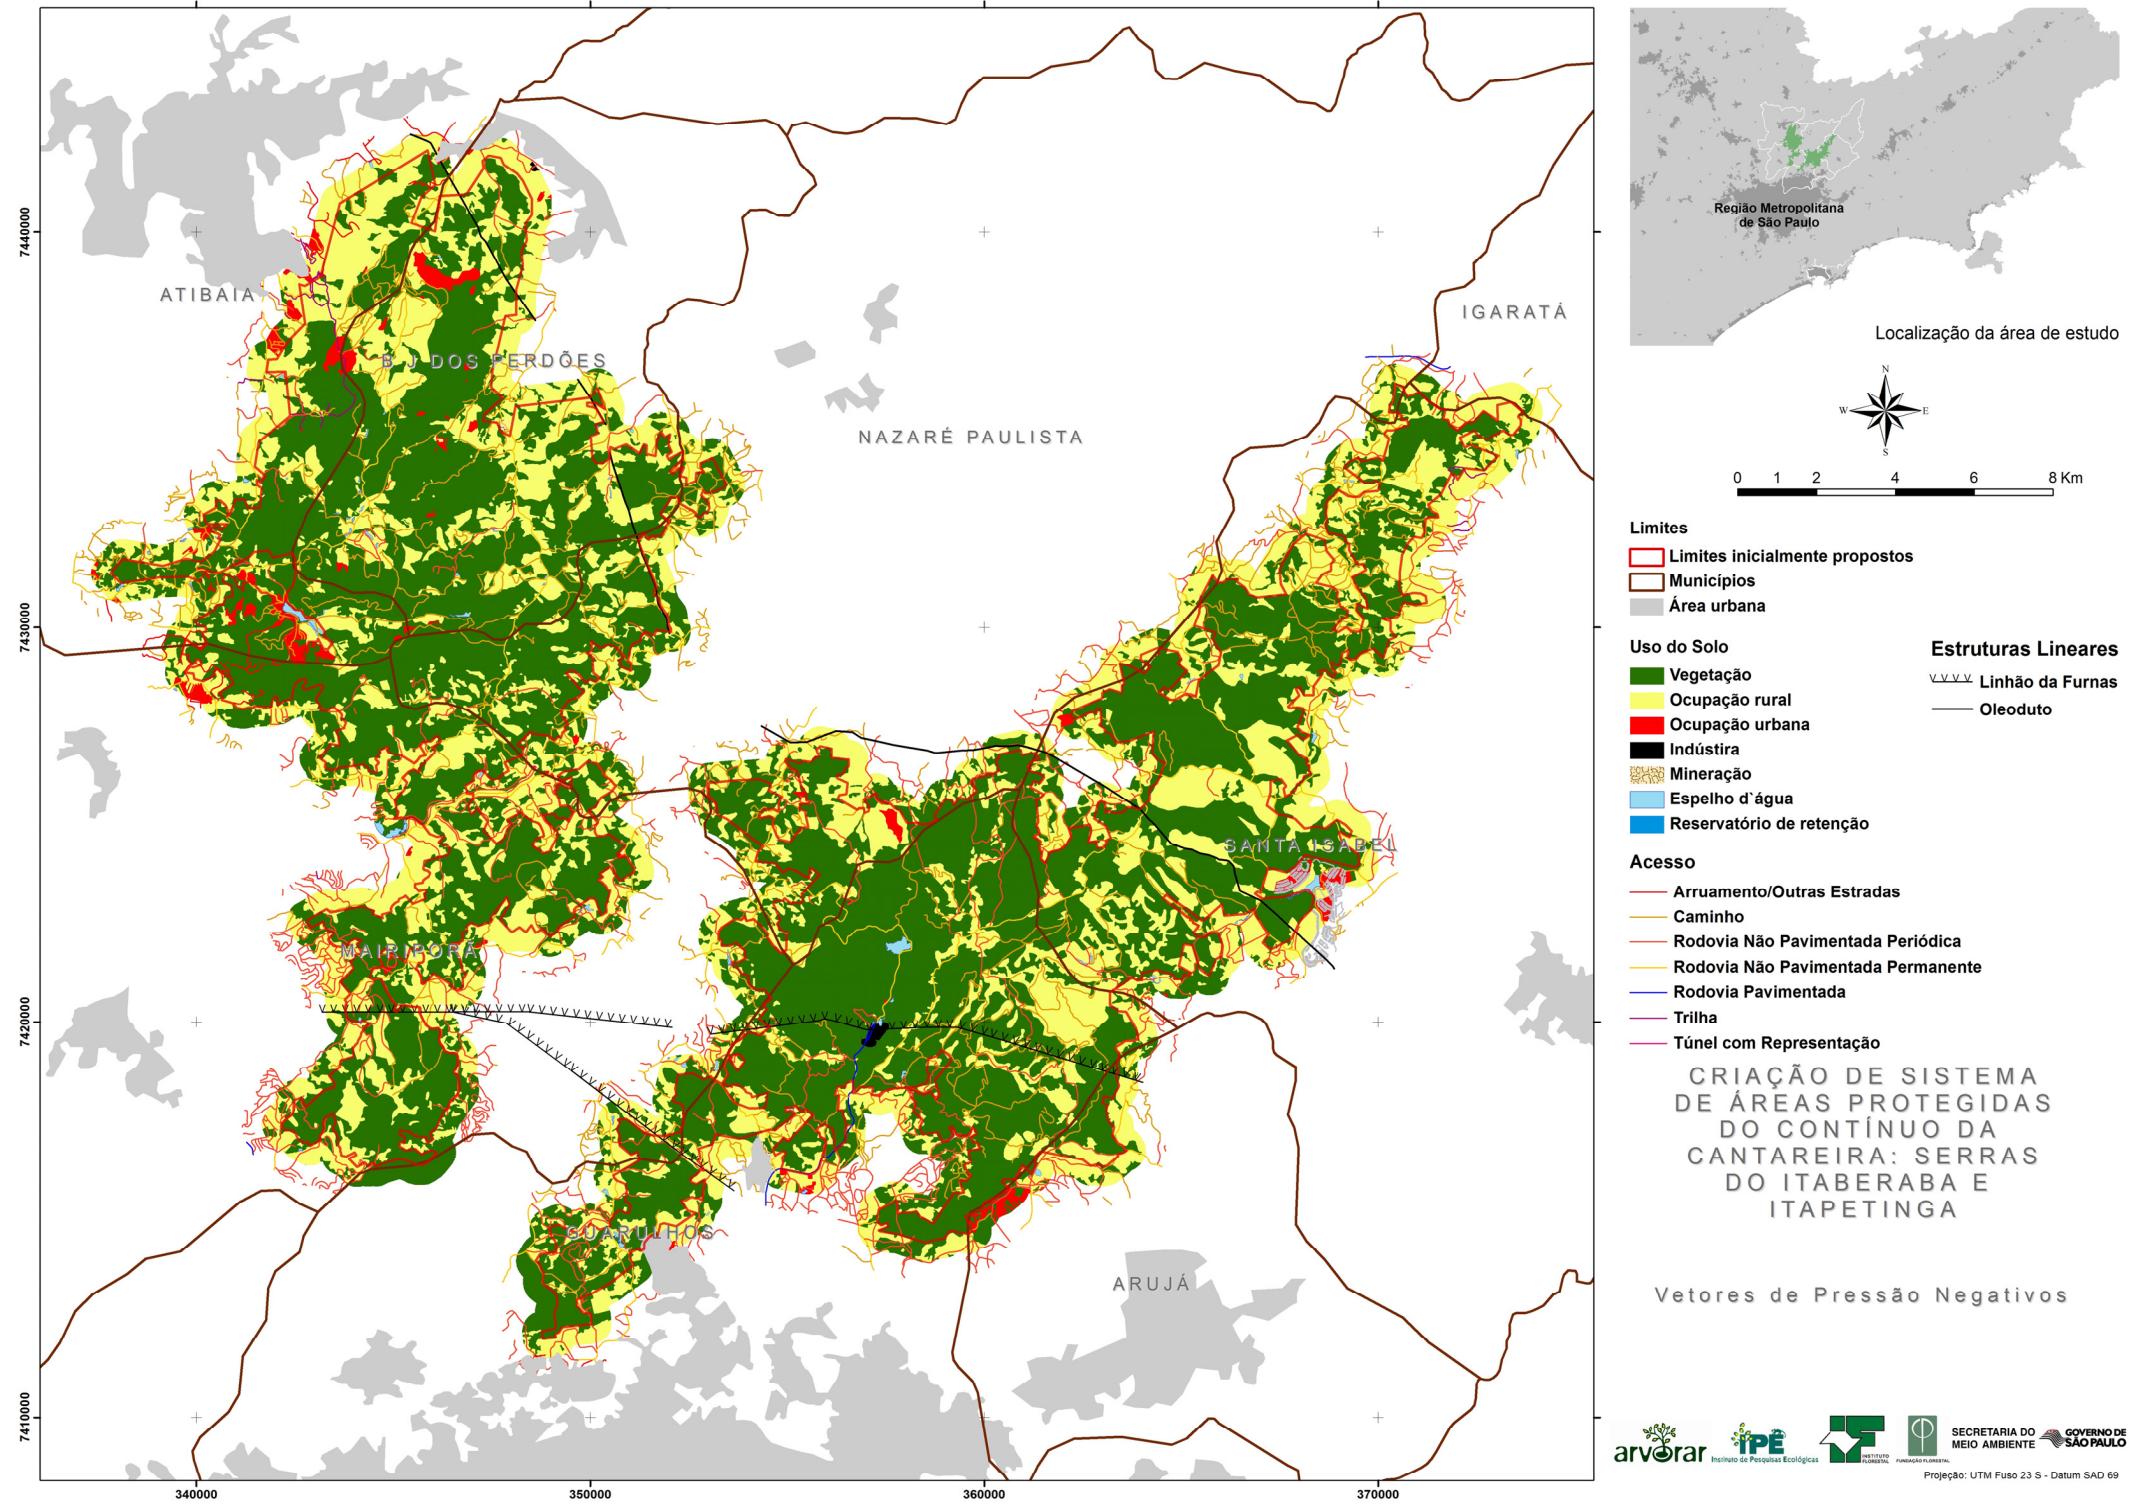 7440000
7430000
7420000
7410000
340000
350000
360000
370000
ATIBAIA
B J DOS PERDÕES
NAZARÉ PAULISTA
IGARATÁ
SANTA ISABEL
MAIRIPORÃ
GUARULHOS
ARUJÁ
Região Metropolitana
de São Paulo
Localização da área de estudo
N
W E
S
0 1 2 4 6 8 Km
Limites
Limites inicialmente propostos
Municípios
Área urbana
Uso do Solo
Vegetação
Ocupação rural
Ocupação urbana
Indústira
Mineração
Espelho d`água
Reservatório de retenção
Estruturas Lineares
Linhão da Furnas
Oleoduto
Acesso
Arruamento/Outras Estradas
Caminho
Rodovia Não Pavimentada Periódica
Rodovia Não Pavimentada Permanente
Rodovia Pavimentada
Trilha
Túnel com Representação
CRIAÇÃO DE SISTEMA
DE ÁREAS PROTEGIDAS
DO CONTÍNUO DA
CANTAREIRA: SERRAS
DO ITABERABA E
ITAPETINGA
Vetores de Pressão Negativos
arvorar
IPÊ
Instituto de Pesquisas Ecológicas
INSTITUTO
FLORESTAL
FUNDAÇÃO FLORESTAL
SECRETARIA DO
MEIO AMBIENTE
GOVERNO DE
SÃO PAULO
Projeção: UTM Fuso 23 S - Datum SAD 69